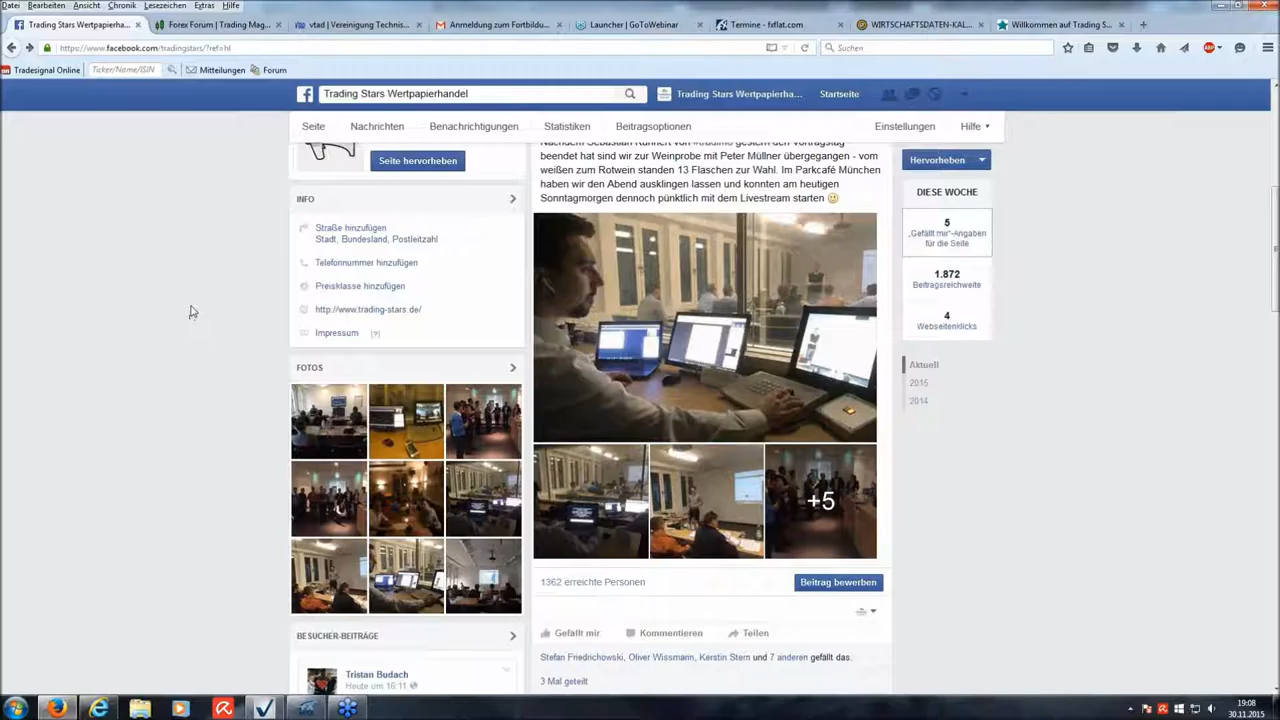 Datei Bearbeiten Ansicht Chronik Lesezeichen Extras Hilfe
Trading Stars Wertpapierha...
Forex Forum | Trading Mag...
vtad | Vereinigung Technis...
Anmeldung zum Fortbildun...
Launcher | GoToWebinar
Termine - fxflat.com
WIRTSCHAFTSDATEN-KAL...
Willkommen auf Trading S...
https://www.facebook.com/tradingstars/?ref=hl
Suchen
ABP
Tradesignal Online
Ticker/Name/ISIN
Mitteilungen
Forum
Trading Stars Wertpapierhandel
Trading Stars Wertpapierha...
Startseite
Seite Nachrichten Benachrichtigungen Statistiken Beitragsoptionen Einstellungen Hilfe
Seite hervorheben
INFO
Straße hinzufügen
Stadt, Bundesland, Postleitzahl
Telefonnummer hinzufügen
Preisklasse hinzufügen
http://www.trading-stars.de/
Impressum [?]
FOTOS
BESUCHER-BEITRÄGE
Tristan Budach
Heute um 16:11
gestern den Vortragstag
beendet hat sind wir zur Weinprobe mit Peter Müllner übergegangen - vom
weißen zum Rotwein standen 13 Flaschen zur Wahl. Im Parkcafé München
haben wir den Abend ausklingen lassen und konnten am heutigen
Sonntagmorgen dennoch pünktlich mit dem Livestream starten
+5
1362 erreichte Personen
Beitrag bewerben
Gefällt mir Kommentieren Teilen
Stefan Friedrichowski, Oliver Wissmann, Kerstin Stern und 7 anderen gefällt das.
3 Mal geteilt
Hervorheben
DIESE WOCHE
5
„Gefällt mir“-Angaben
für die Seite
1.872
Beitragsreichweite
4
Webseitenklicks
Aktuell
2015
2014
19:08
30.11.2015